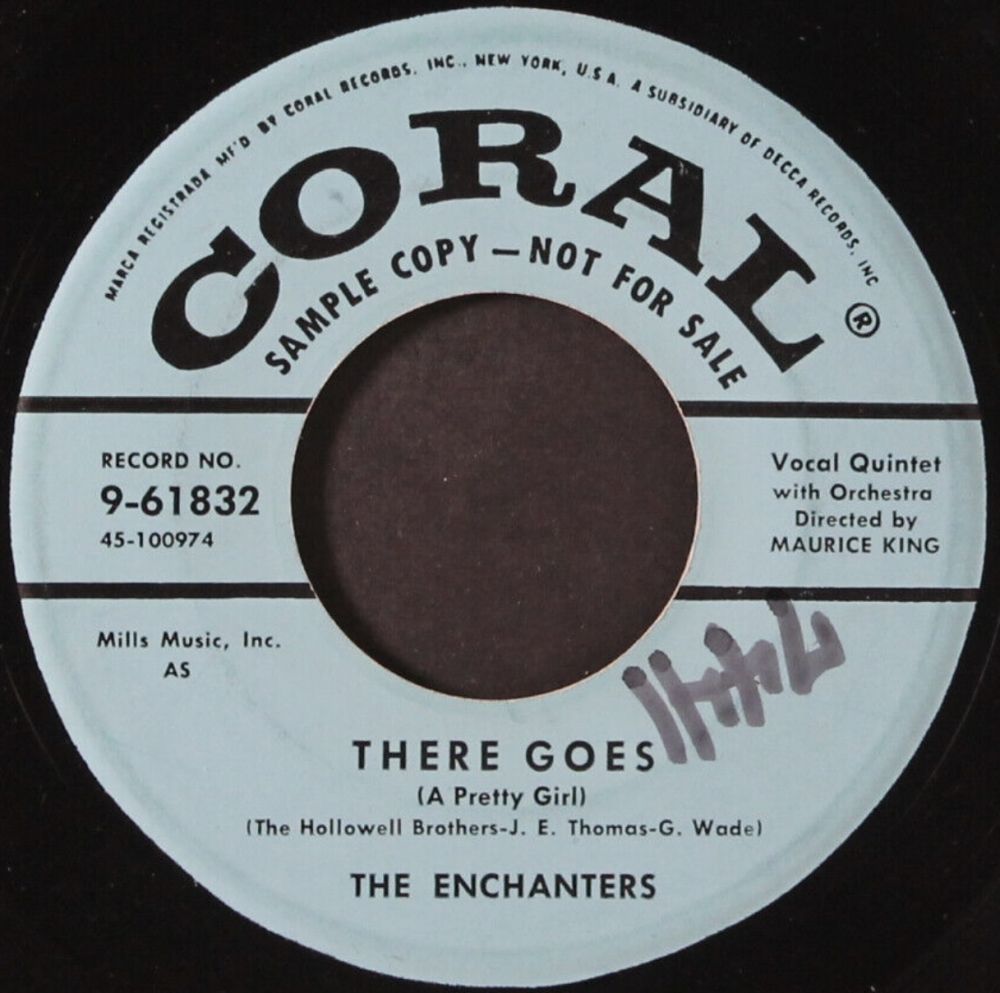 MARCA REGISTRADA MF'D BY CORAL RECORDS, INC., NEW YORK, U.S.A. A SUBSIDIARY OF DECCA RECORDS, INC
CORAL ®
SAMPLE COPY — NOT FOR SALE
RECORD NO.
9-61832
45-100974
Vocal Quintet
with Orchestra
Directed by
MAURICE KING
Mills Music, Inc.
AS
THERE GOES
(A Pretty Girl)
(The Hollowell Brothers-J. E. Thomas-G. Wade)
THE ENCHANTERS